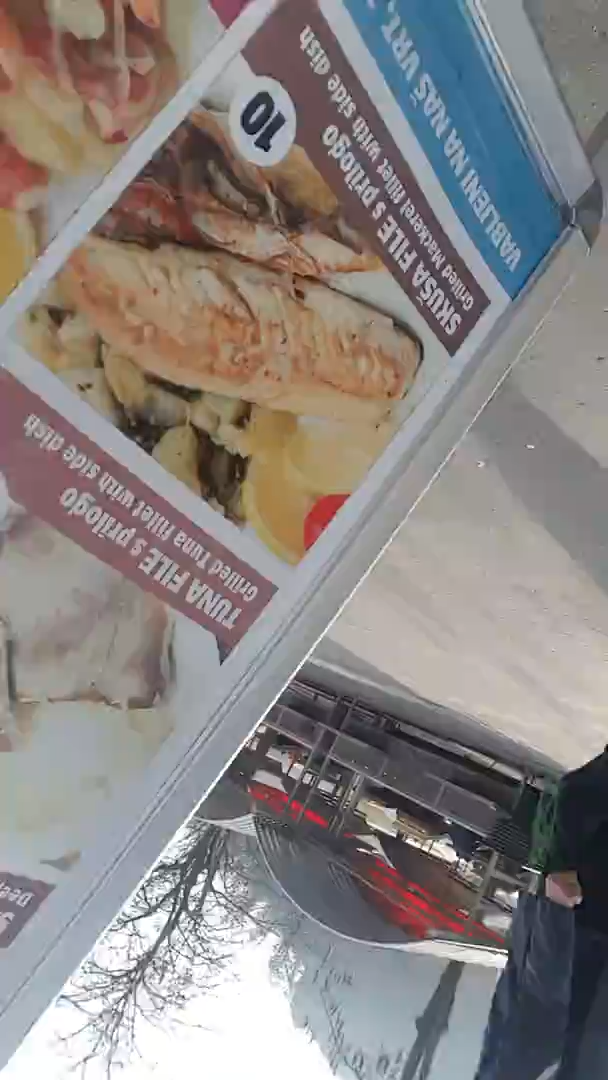 VABLJENI NA NAŠ VRT,
10
SKUŠA FILE s prilogo
Grilled Mackerel fillet with side dish
TUNA FILE s prilogo
Grilled Tuna fillet with side dish